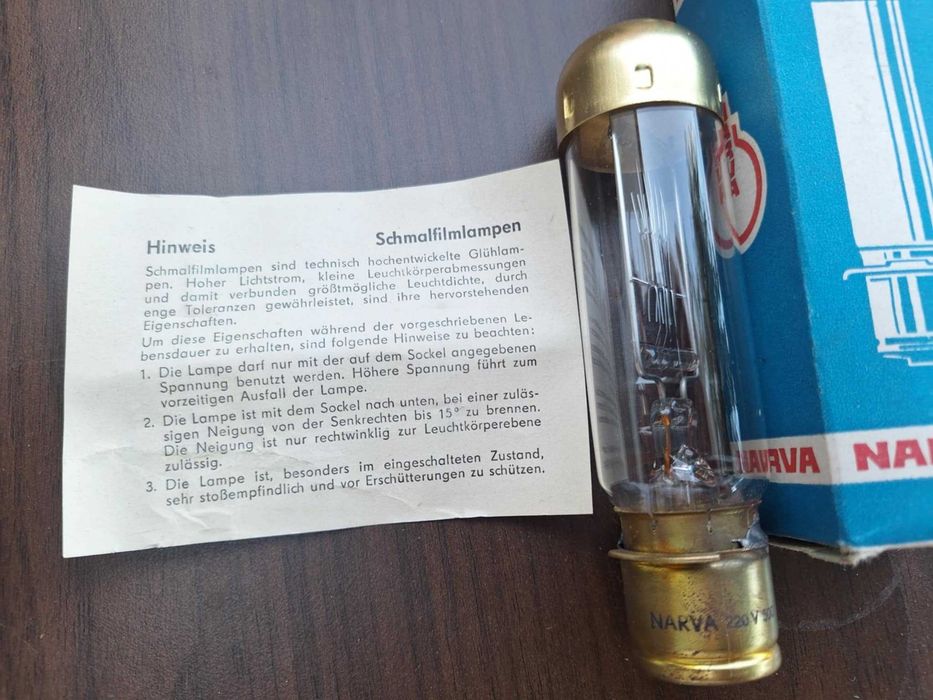 Hinweis Schmalfilmlampen
Schmalfilmlampen sind technisch hochentwickelte Glühlam-
pen. Hoher Lichtstrom, kleine Leuchtkörperabmessungen
und damit verbunden größtmögliche Leuchtdichte, durch
enge Toleranzen gewährleistet, sind ihre hervorstehenden
Eigenschaften.
Um diese Eigenschaften während der vorgeschriebenen Le-
bensdauer zu erhalten, sind folgende Hinweise zu beachten:
1. Die Lampe darf nur mit der auf dem Sockel angegebenen
Spannung benutzt werden. Höhere Spannung führt zum
vorzeitigen Ausfall der Lampe.
2. Die Lampe ist mit dem Sockel nach unten, bei einer zuläs-
sigen Neigung von der Senkrechten bis 15° zu brennen.
Die Neigung ist nur rechtwinklig zur Leuchtkörperebene
zulässig.
3. Die Lampe ist, besonders im eingeschalteten Zustand,
sehr stoßempfindlich und vor Erschütterungen zu schützen.
NARVA 220V
NA